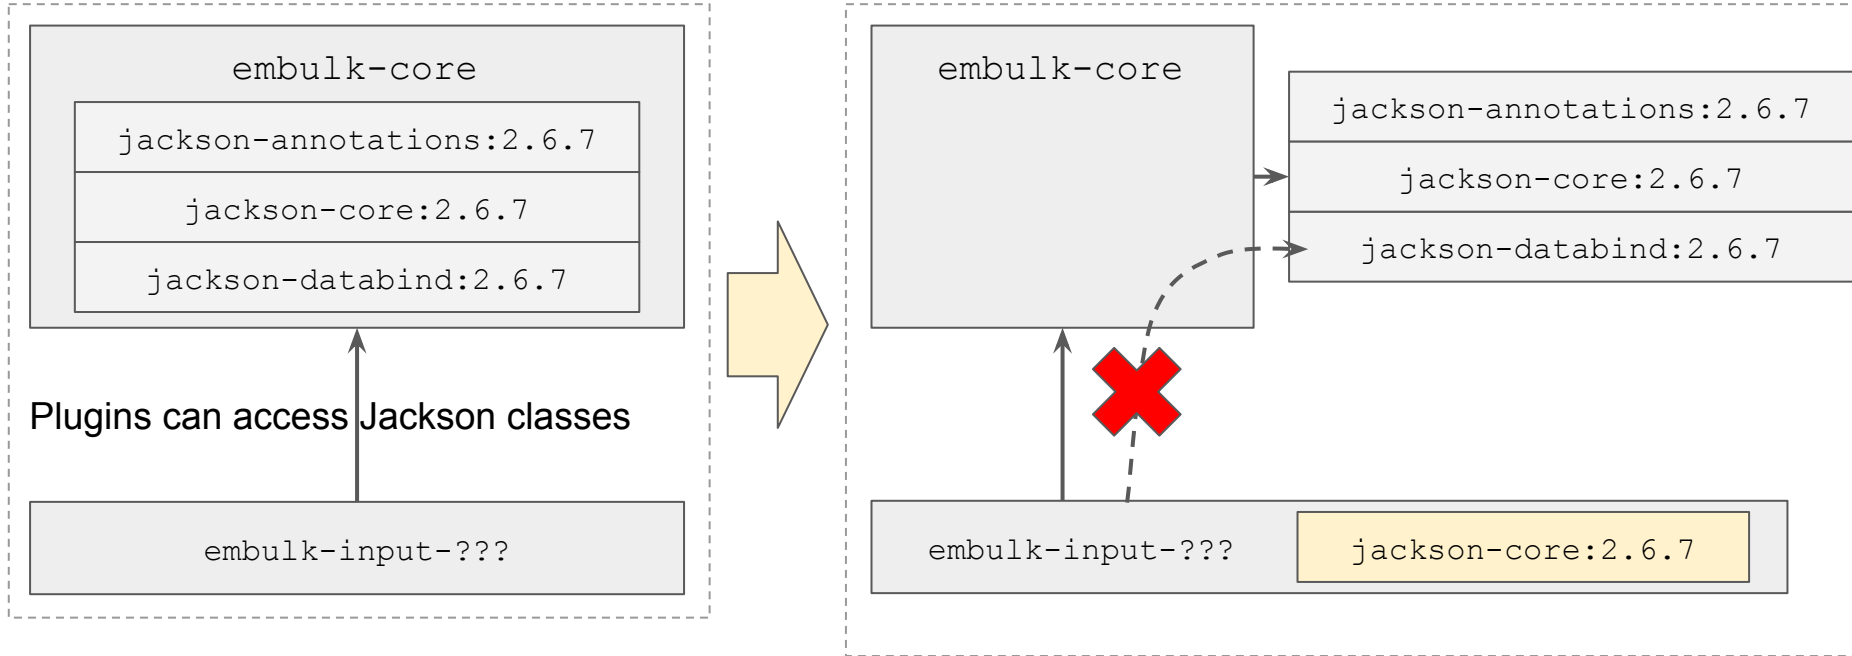 embulk-core
jackson-annotations:2.6.7
jackson-core:2.6.7
jackson-databind:2.6.7
Plugins can access Jackson classes
embulk-input-???
embulk-core
jackson-annotations:2.6.7
jackson-core:2.6.7
jackson-databind:2.6.7
embulk-input-???
jackson-core:2.6.7